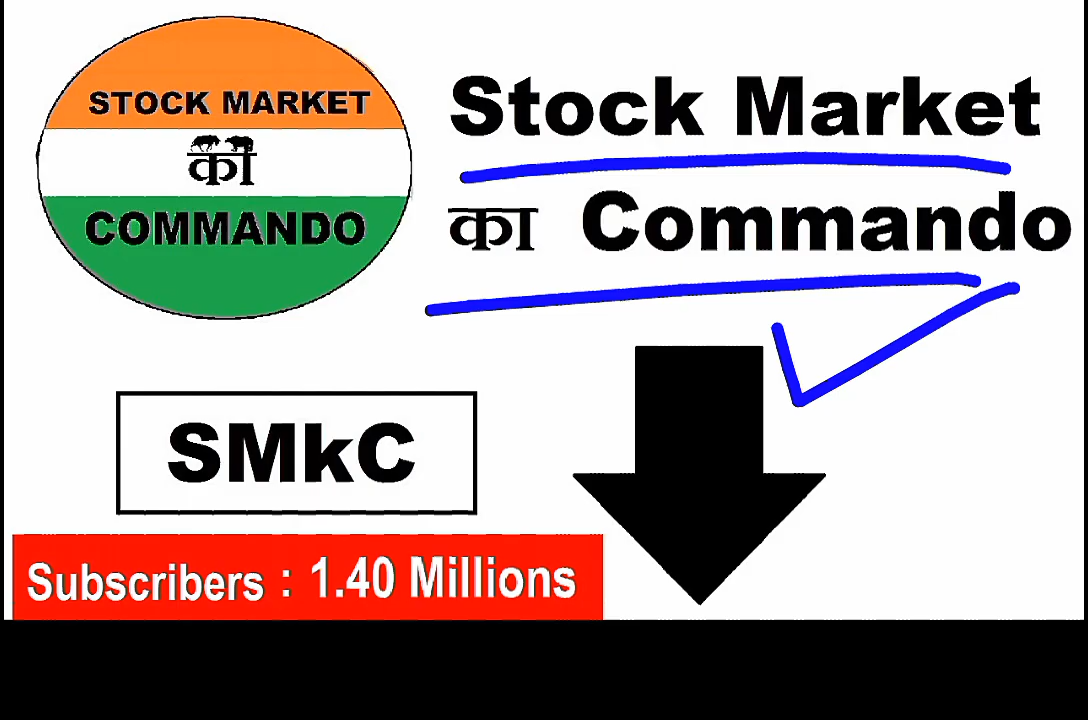 STOCK MARKET
का
COMMANDO
Stock Market
का Commando
SMkC
Subscribers : 1.40 Millions